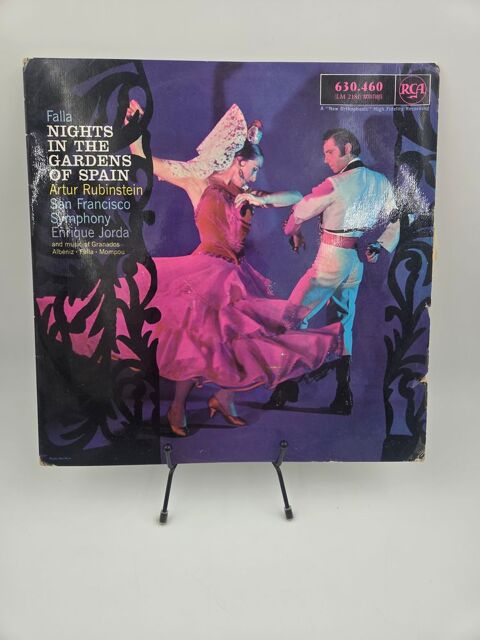 Falla
NIGHTS
IN THE
GARDENS
OF SPAIN
Artur Rubinstein
San Francisco
Symphony
Enrique Jorda
and music of Granados
Albéniz · Falla · Mompou
630.460
RCA
A "New Orthophonic" High Fidelity Recording